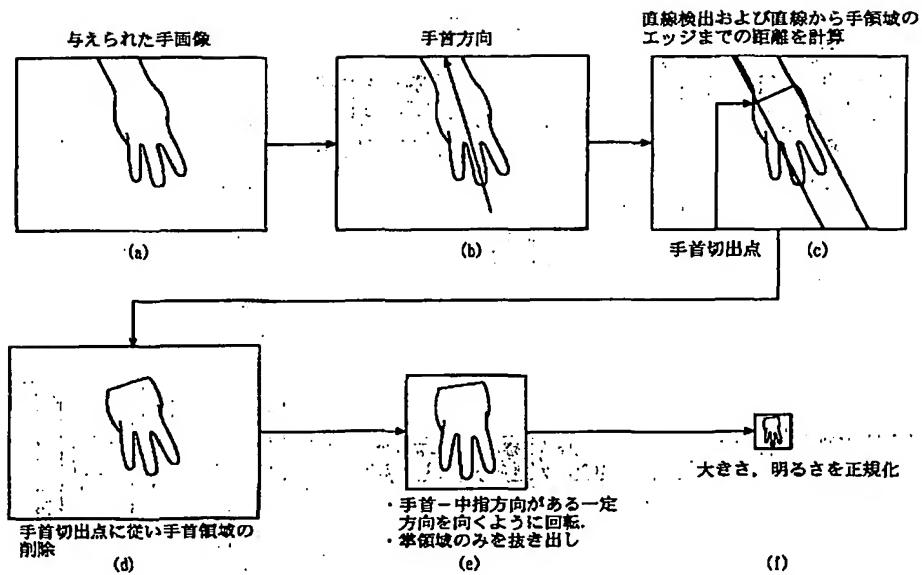 与えられた手画像
手首方向
直線検出および直線から手領域の
エッジまでの距離を計算
(a)
(b)
手首切出点
(c)
手首切出点に従い手首領域の
削除
(d)
・手首－中指方向がある一定
方向を向くように回転.
・掌領域のみを抜き出し
(e)
大きさ，明るさを正規化
(f)